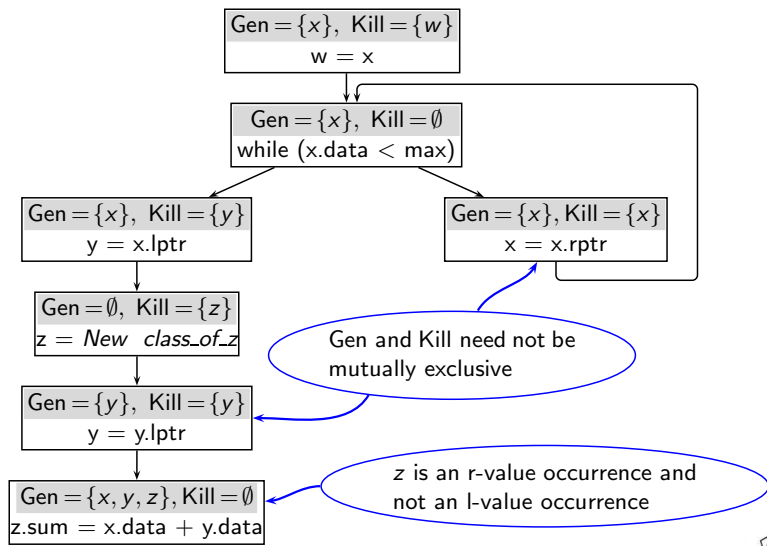 Gen = {x}, Kill = {w}
w = x
Gen = {x}, Kill = ∅
while (x.data < max)
Gen = {x}, Kill = {y}
y = x.lptr
Gen = {x}, Kill = {x}
x = x.rptr
Gen = ∅, Kill = {z}
z = New class_of_z
Gen and Kill need not be
mutually exclusive
Gen = {y}, Kill = {y}
y = y.lptr
z is an r-value occurrence and
not an l-value occurrence
Gen = {x, y, z}, Kill = ∅
z.sum = x.data + y.data